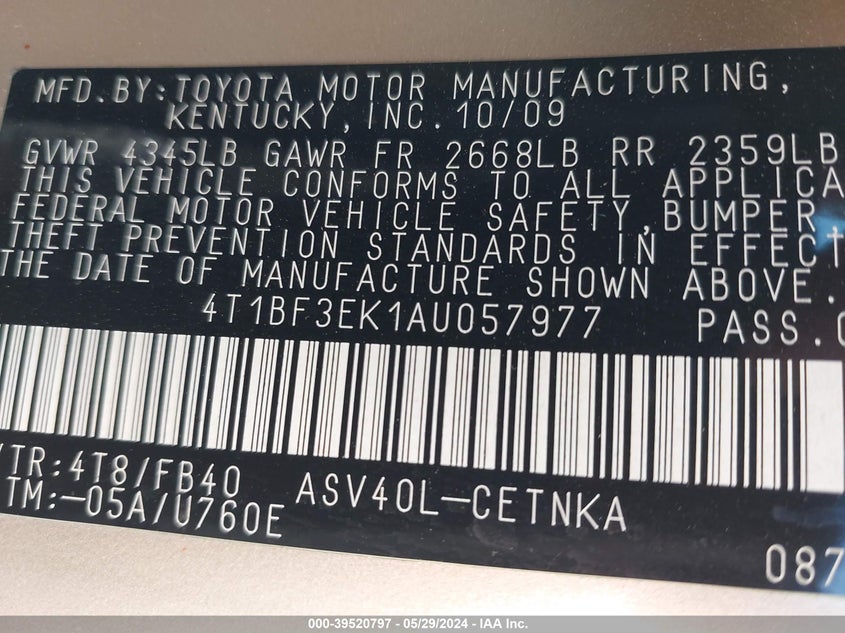 MFD.BY:TOYOTA MOTOR MANUFACTURING,
KENTUCKY,INC.10/09
GVWR 4345LB GAWR FR 2668LB RR 2359LB
THIS VEHICLE CONFORMS TO ALL APPLICA
FEDERAL MOTOR VEHICLE SAFETY,BUMPER,
THEFT PREVENTION STANDARDS IN EFFECT
THE DATE OF MANUFACTURE SHOWN ABOVE.
4T1BF3EK1AU057977 PASS.
/TR:4T8/FB40 ASV40L-CETNKA
TM:-05A/U760E
087
000-39520797 - 05/29/2024 - IAA Inc.